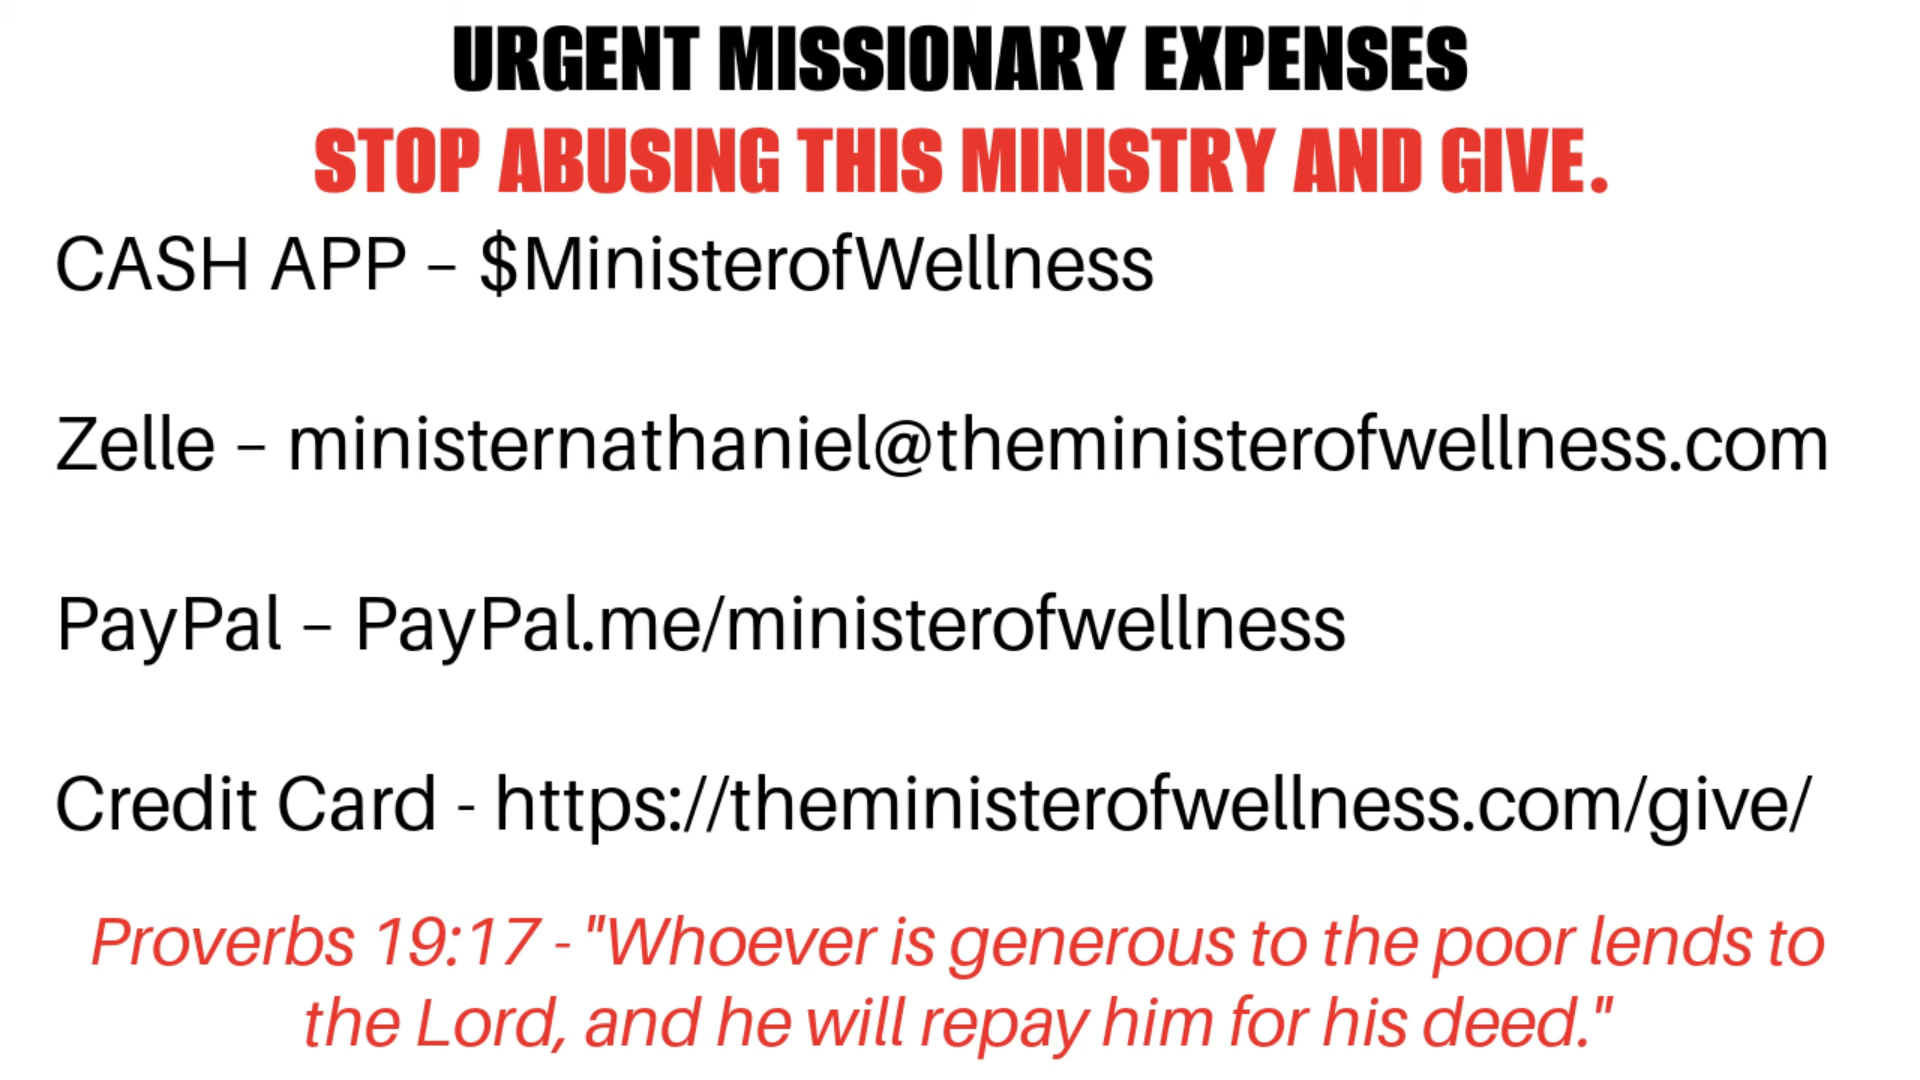 URGENT MISSIONARY EXPENSES
STOP ABUSING THIS MINISTRY AND GIVE.
CASH APP – $MinisterofWellness
Zelle – ministernathaniel@theministerofwellness.com
PayPal – PayPal.me/ministerofwellness
Credit Card - https://theministerofwellness.com/give/
Proverbs 19:17 - "Whoever is generous to the poor lends to
the Lord, and he will repay him for his deed."